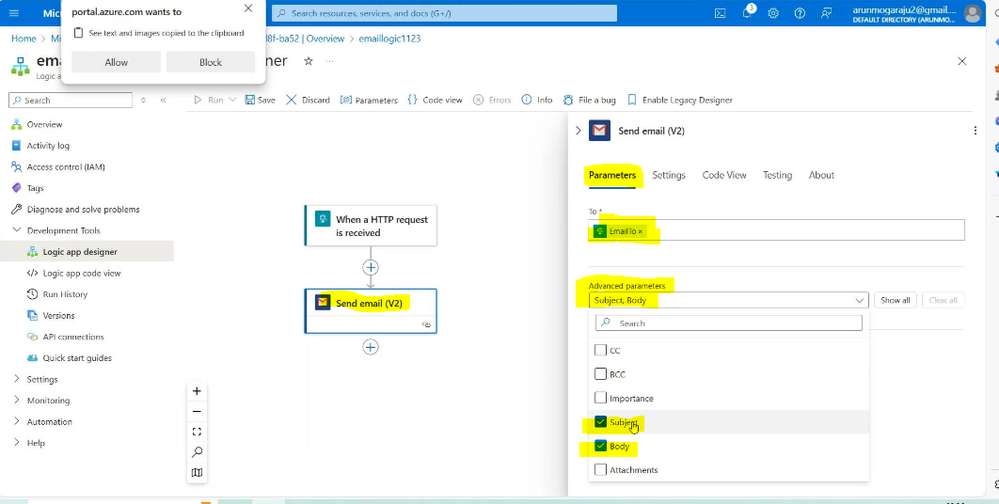 portal.azure.com wants to
See text and images copied to the clipboard
Allow
Block
Search resources, services, and docs (G+/)
3
arunmogaraju2@gmail....
DEFAULT DIRECTORY (ARUNMO...
Home > Mi
8f-ba52 | Overview > emaillogic1123
ema
ner
...
Logic a
Search
Run
Save
Discard
Parameters
Code view
Errors
Info
File a bug
Enable Legacy Designer
Overview
Activity log
Access control (IAM)
Tags
Diagnose and solve problems
Development Tools
Logic app designer
Logic app code view
Run History
Versions
API connections
Quick start guides
Settings
Monitoring
Automation
Help
When a HTTP request
is received
Send email (V2)
Send email (V2)
Parameters
Settings
Code View
Testing
About
To *
EmailTo ×
Advanced parameters
Subject, Body
Show all
Clear all
Search
CC
BCC
Importance
Subject
Body
Attachments